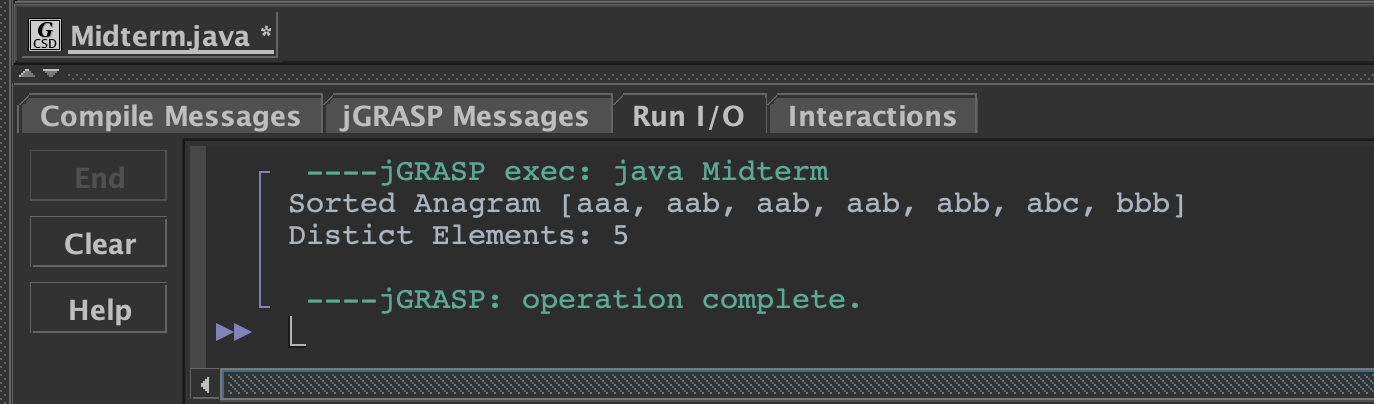 G
CSD
Midterm.java *
Compile Messages jGRASP Messages Run I/O Interactions
End
Clear
Help
----jGRASP exec: java Midterm
Sorted Anagram [aaa, aab, aab, aab, abb, abc, bbb]
Distict Elements: 5
----jGRASP: operation complete.